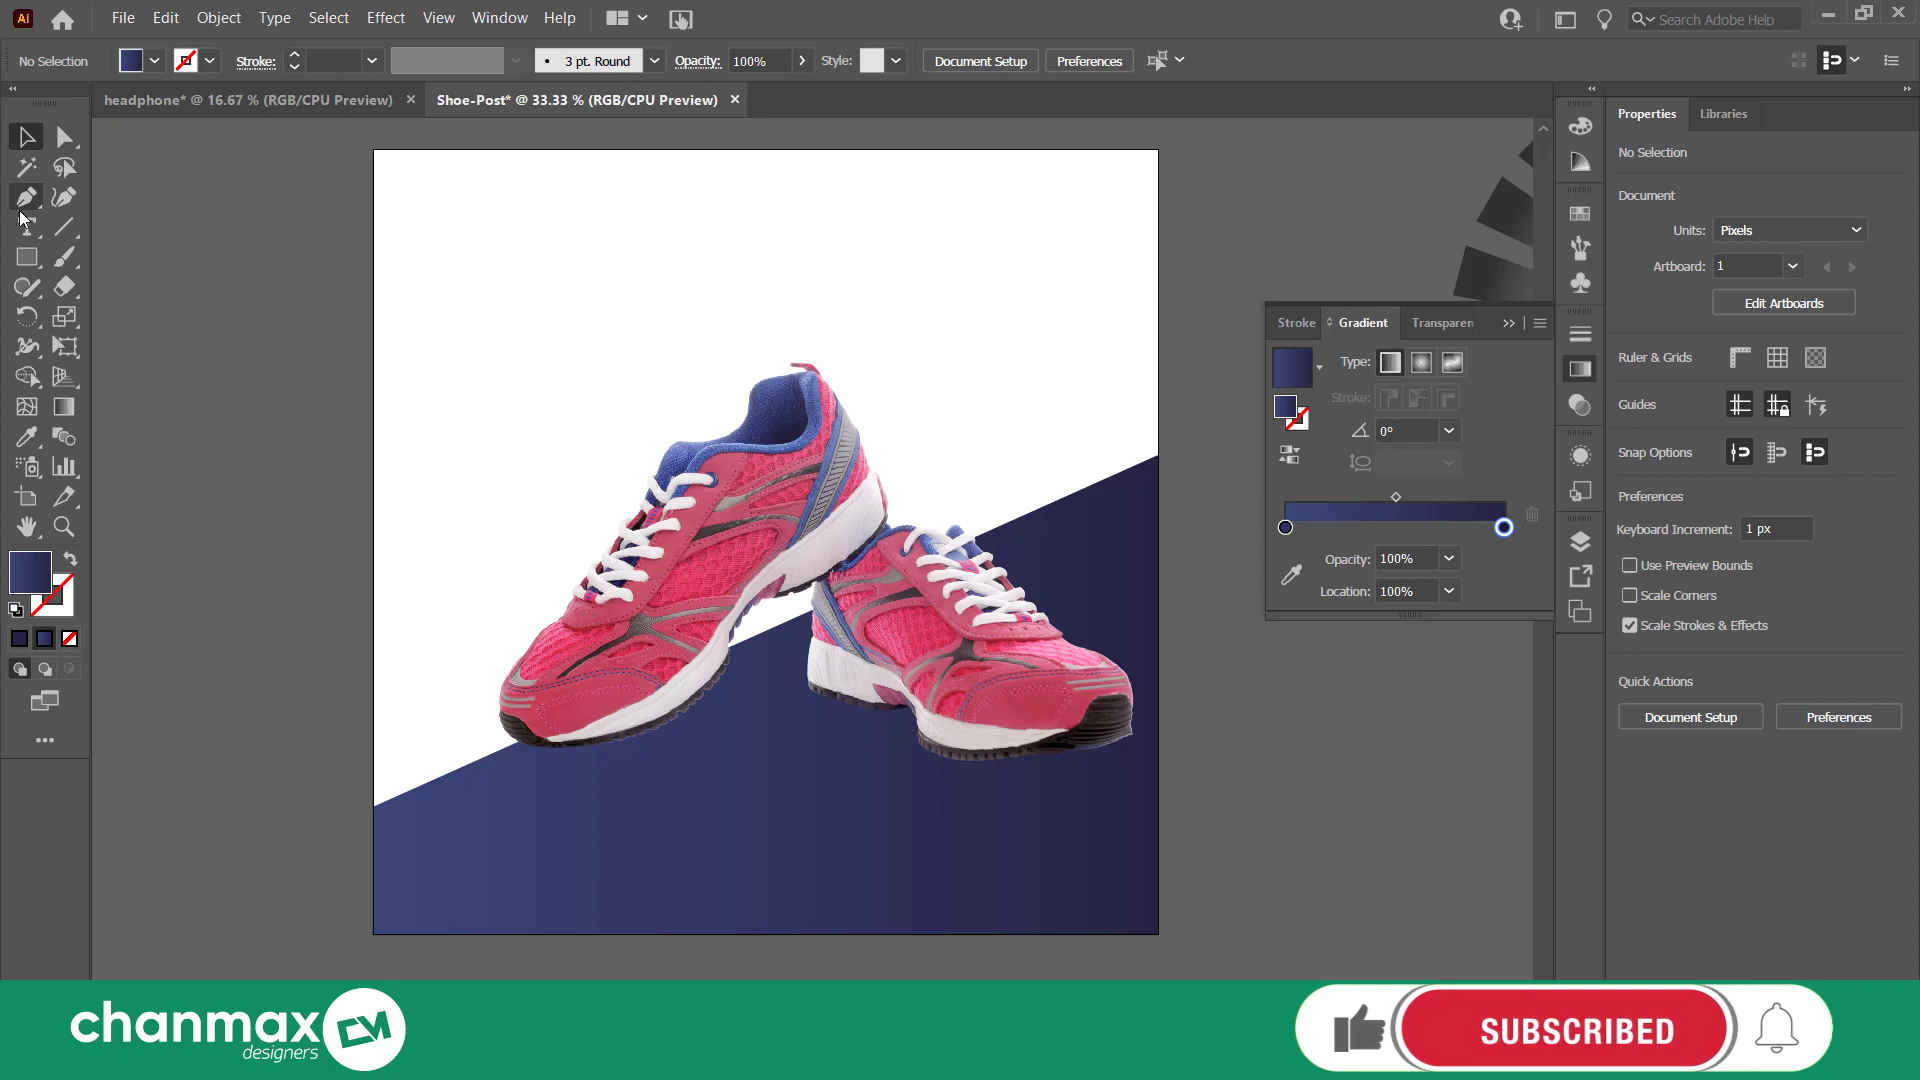 Ai File Edit Object Type Select Effect View Window Help Search Adobe Help
No Selection Stroke: 3 pt. Round Opacity: 100% Style: Document Setup Preferences
headphone* @ 16.67 % (RGB/CPU Preview) Shoe-Post* @ 33.33 % (RGB/CPU Preview)
Properties Libraries
No Selection
Document
Units: Pixels
Artboard: 1
Edit Artboards
Stroke Gradient Transparen
Type:
Stroke:
0°
Opacity: 100%
Location: 100%
Ruler & Grids
Guides
Snap Options
Preferences
Keyboard Increment: 1 px
Use Preview Bounds
Scale Corners
Scale Strokes & Effects
Quick Actions
Document Setup Preferences
chanmax
designers
CM
SUBSCRIBED